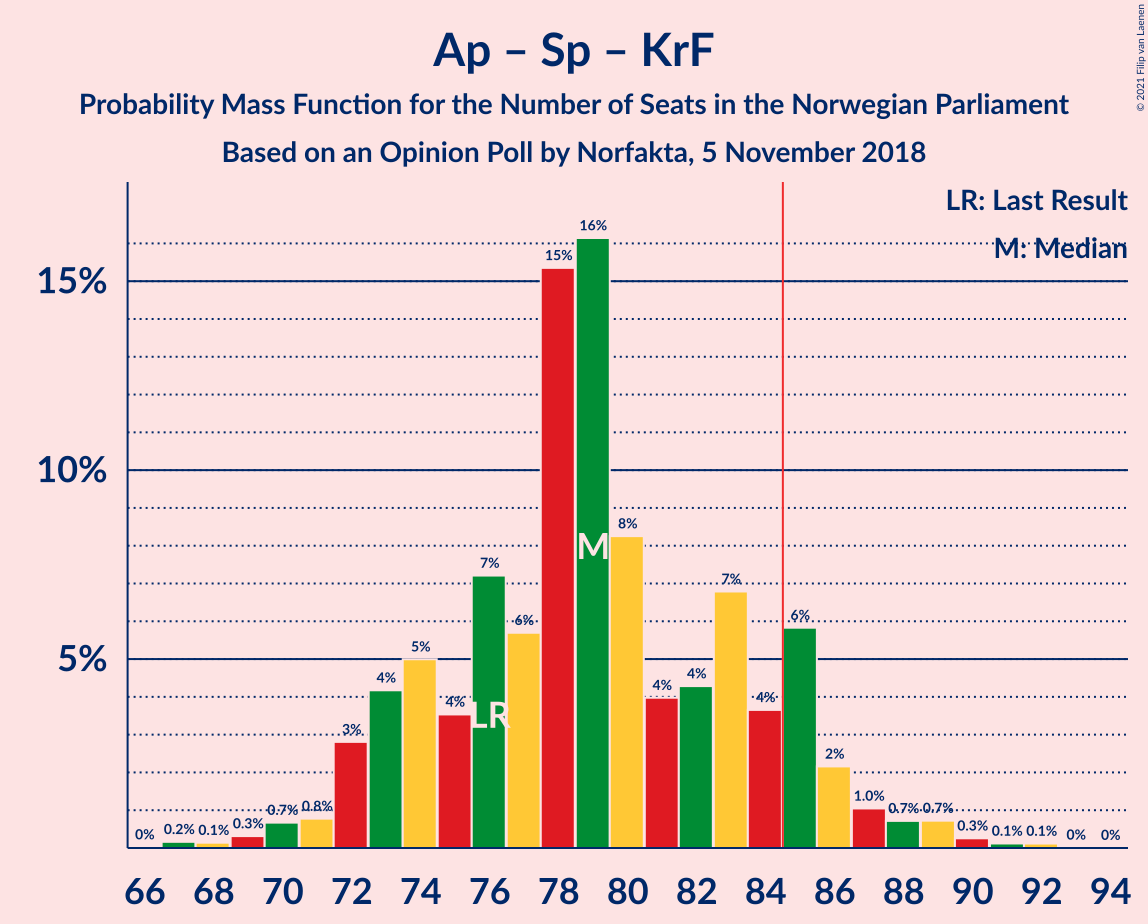 Ap – Sp – KrF
Probability Mass Function for the Number of Seats in the Norwegian Parliament
Based on an Opinion Poll by Norfakta, 5 November 2018
© 2021 Filip van Laenen
LR: Last Result
M: Median
15%
10%
5%
0% 0.2% 0.1% 0.3% 0.7% 0.8% 3% 4% 5% 4% 7% 6% 15% 16% 8% 4% 4% 7% 4% 6% 2% 1.0% 0.7% 0.7% 0.3% 0.1% 0.1% 0% 0%
LR
M
66 68 70 72 74 76 78 80 82 84 86 88 90 92 94